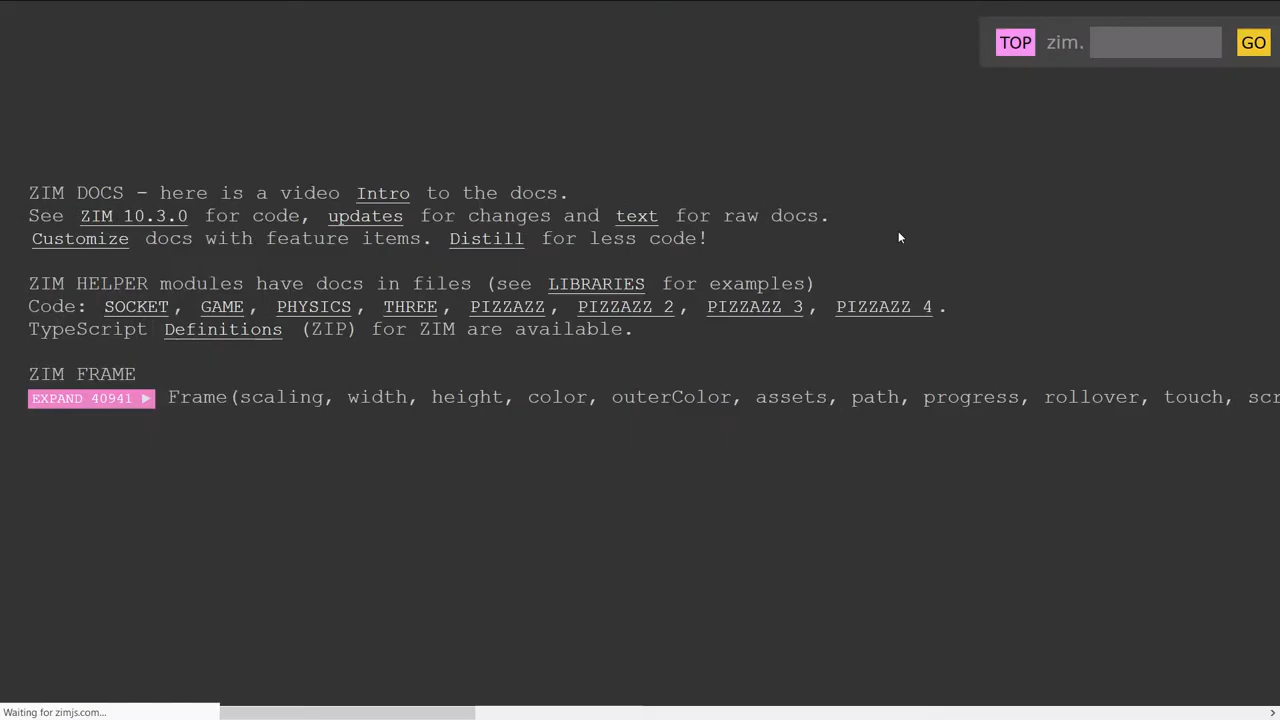 TOP zim. GO
ZIM DOCS - here is a video Intro to the docs.
See ZIM 10.3.0 for code, updates for changes and text for raw docs.
Customize docs with feature items. Distill for less code!
ZIM HELPER modules have docs in files (see LIBRARIES for examples)
Code: SOCKET, GAME, PHYSICS, THREE, PIZZAZZ, PIZZAZZ 2, PIZZAZZ 3, PIZZAZZ 4.
TypeScript Definitions (ZIP) for ZIM are available.
ZIM FRAME
EXPAND 40941 ▶ Frame(scaling, width, height, color, outerColor, assets, path, progress, rollover, touch, scr
Waiting for zimjs.com...